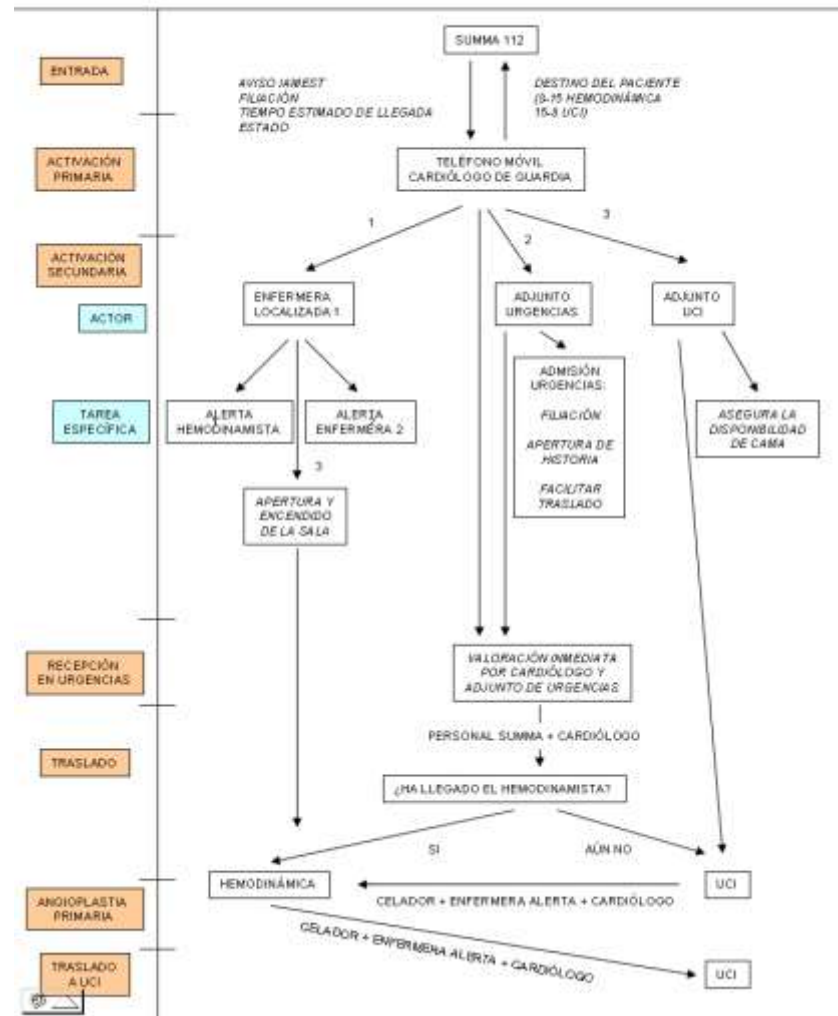 SUMMA 112
ENTRADA
AVISO IAMEST
FILIACIÓN
TIEMPO ESTIMADO DE LLEGADA
ESTADO
DESTINO DEL PACIENTE
(8-15 HEMODINÁMICA
15-8 UCI)
ACTIVACIÓN
PRIMARIA
TELÉFONO MÓVIL
CARDIÓLOGO DE GUARDIA
1
2
3
ACTIVACIÓN
SECUNDARIA
ACTOR
ENFERMERA
LOCALIZADA 1
ADJUNTO
URGENCIAS
ADJUNTO
UCI
TAREA
ESPECÍFICA
ALERTA
HEMODINAMISTA
1
ALERTA
ENFERMERA 2
2
3
APERTURA Y
ENCENDIDO
DE LA SALA
ADMISIÓN
URGENCIAS:
FILIACIÓN
APERTURA DE
HISTORIA
FACILITAR
TRASLADO
ASEGURA LA
DISPONIBILIDAD
DE CAMA
RECEPCIÓN
EN URGENCIAS
VALORACIÓN INMEDIATA
POR CARDIÓLOGO Y
ADJUNTO DE URGENCIAS
PERSONAL SUMMA + CARDIÓLOGO
TRASLADO
¿HA LLEGADO EL HEMODINAMISTA?
SI
AÚN NO
HEMODINÁMICA
UCI
CELADOR + ENFERMERA ALERTA + CARDIÓLOGO
ANGIOPLASTIA
PRIMARIA
CELADOR + ENFERMERA ALERTA + CARDIÓLOGO
TRASLADO
A UCI
UCI